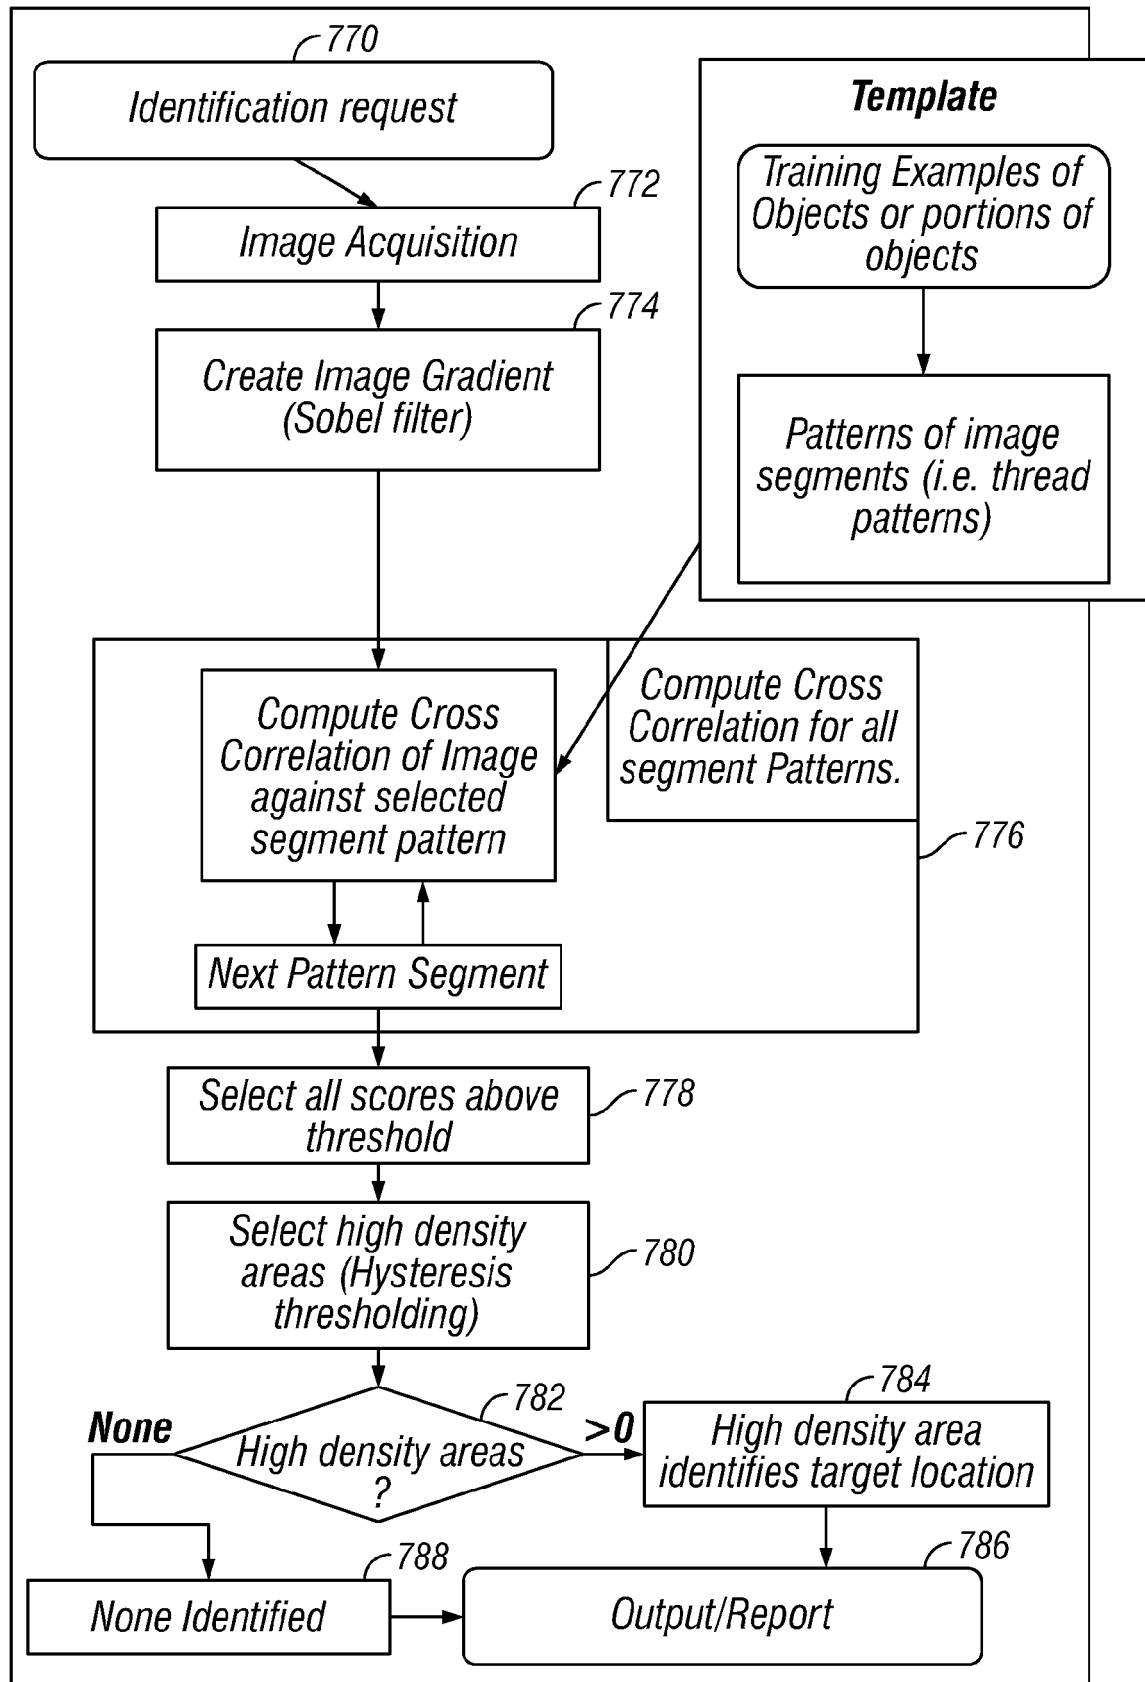 770
Identification request
Template
Training Examples of
Objects or portions of
objects
772
Image Acquisition
774
Create Image Gradient
(Sobel filter)
Patterns of image
segments (i.e. thread
patterns)
Compute Cross
Correlation of Image
against selected
segment pattern
Compute Cross
Correlation for all
segment Patterns.
776
Next Pattern Segment
Select all scores above
threshold
778
Select high density
areas (Hysteresis
thresholding)
780
782
None
High density areas
?
>0
784
High density area
identifies target location
788
None Identified
786
Output/Report